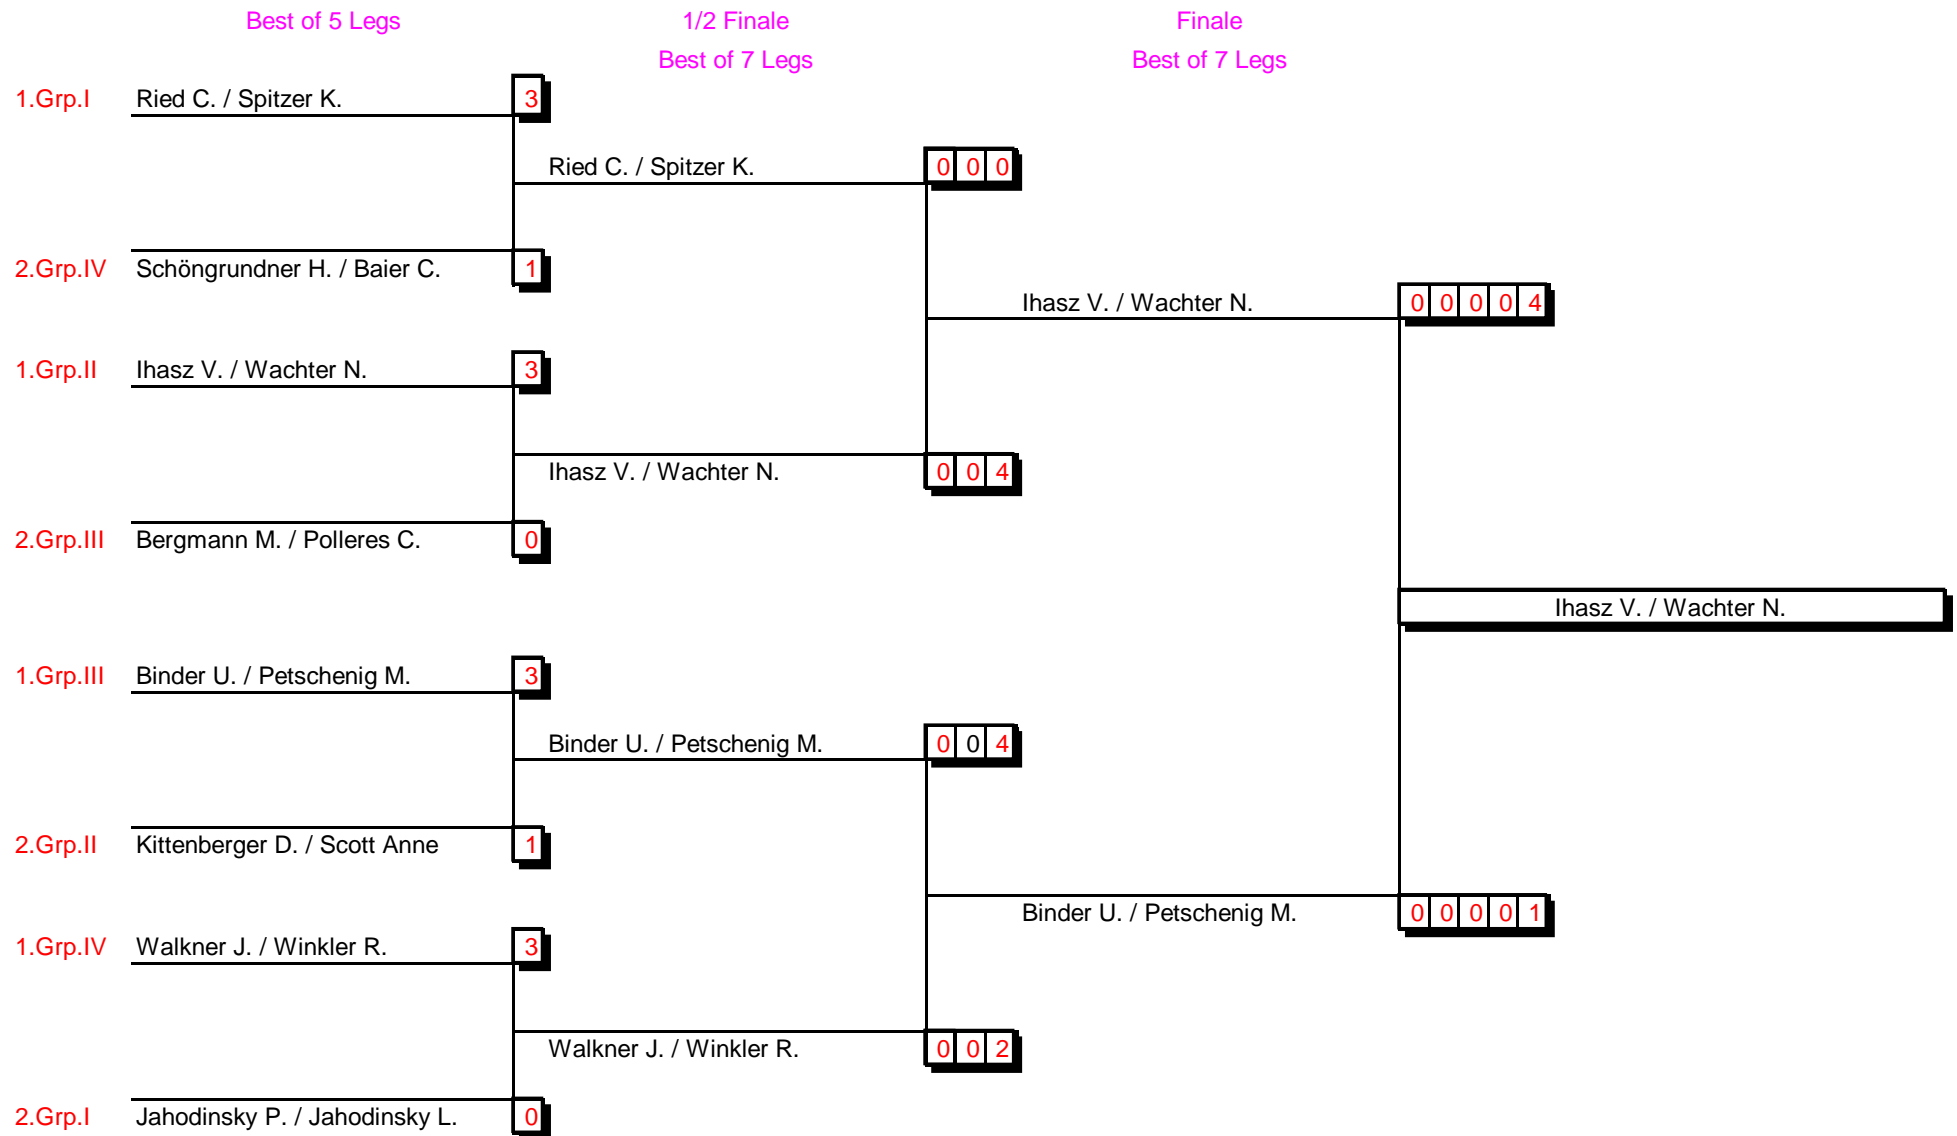 Best of 5 Legs 1/2 Finale Finale
Best of 7 Legs Best of 7 Legs
1.Grp.I Ried C. / Spitzer K. 3
Ried C. / Spitzer K. 0 0 0
2.Grp.IV Schöngrundner H. / Baier C. 1
Ihasz V. / Wachter N. 0 0 0 0 4
1.Grp.II Ihasz V. / Wachter N. 3
Ihasz V. / Wachter N. 0 0 4
2.Grp.III Bergmann M. / Polleres C. 0
Ihasz V. / Wachter N.
1.Grp.III Binder U. / Petschenig M. 3
Binder U. / Petschenig M. 0 0 4
2.Grp.II Kittenberger D. / Scott Anne 1
Binder U. / Petschenig M. 0 0 0 0 1
1.Grp.IV Walkner J. / Winkler R. 3
Walkner J. / Winkler R. 0 0 2
2.Grp.I Jahodinsky P. / Jahodinsky L. 0